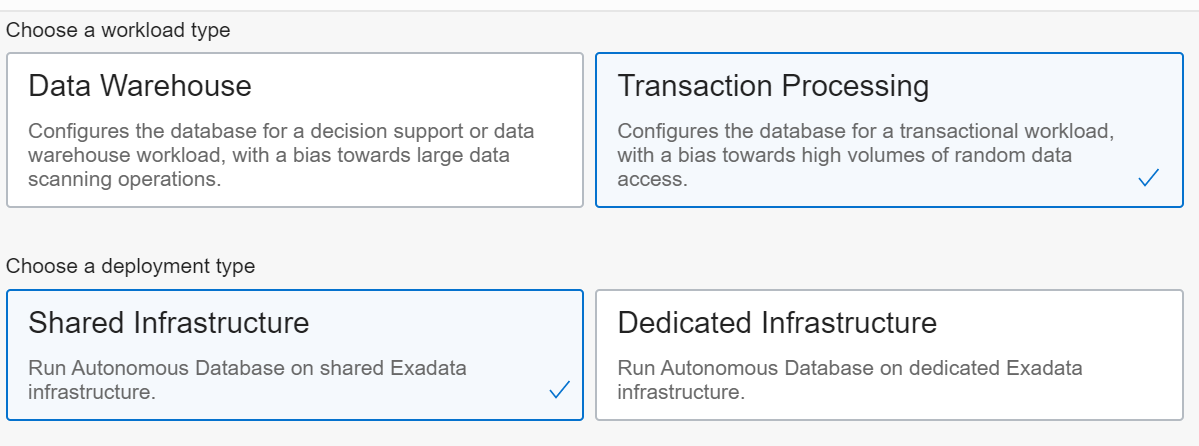 Choose a workload type
Data Warehouse
Configures the database for a decision support or data
warehouse workload, with a bias towards large data
scanning operations.
Transaction Processing
Configures the database for a transactional workload,
with a bias towards high volumes of random data
access.
Choose a deployment type
Shared Infrastructure
Run Autonomous Database on shared Exadata
infrastructure.
Dedicated Infrastructure
Run Autonomous Database on dedicated Exadata
infrastructure.